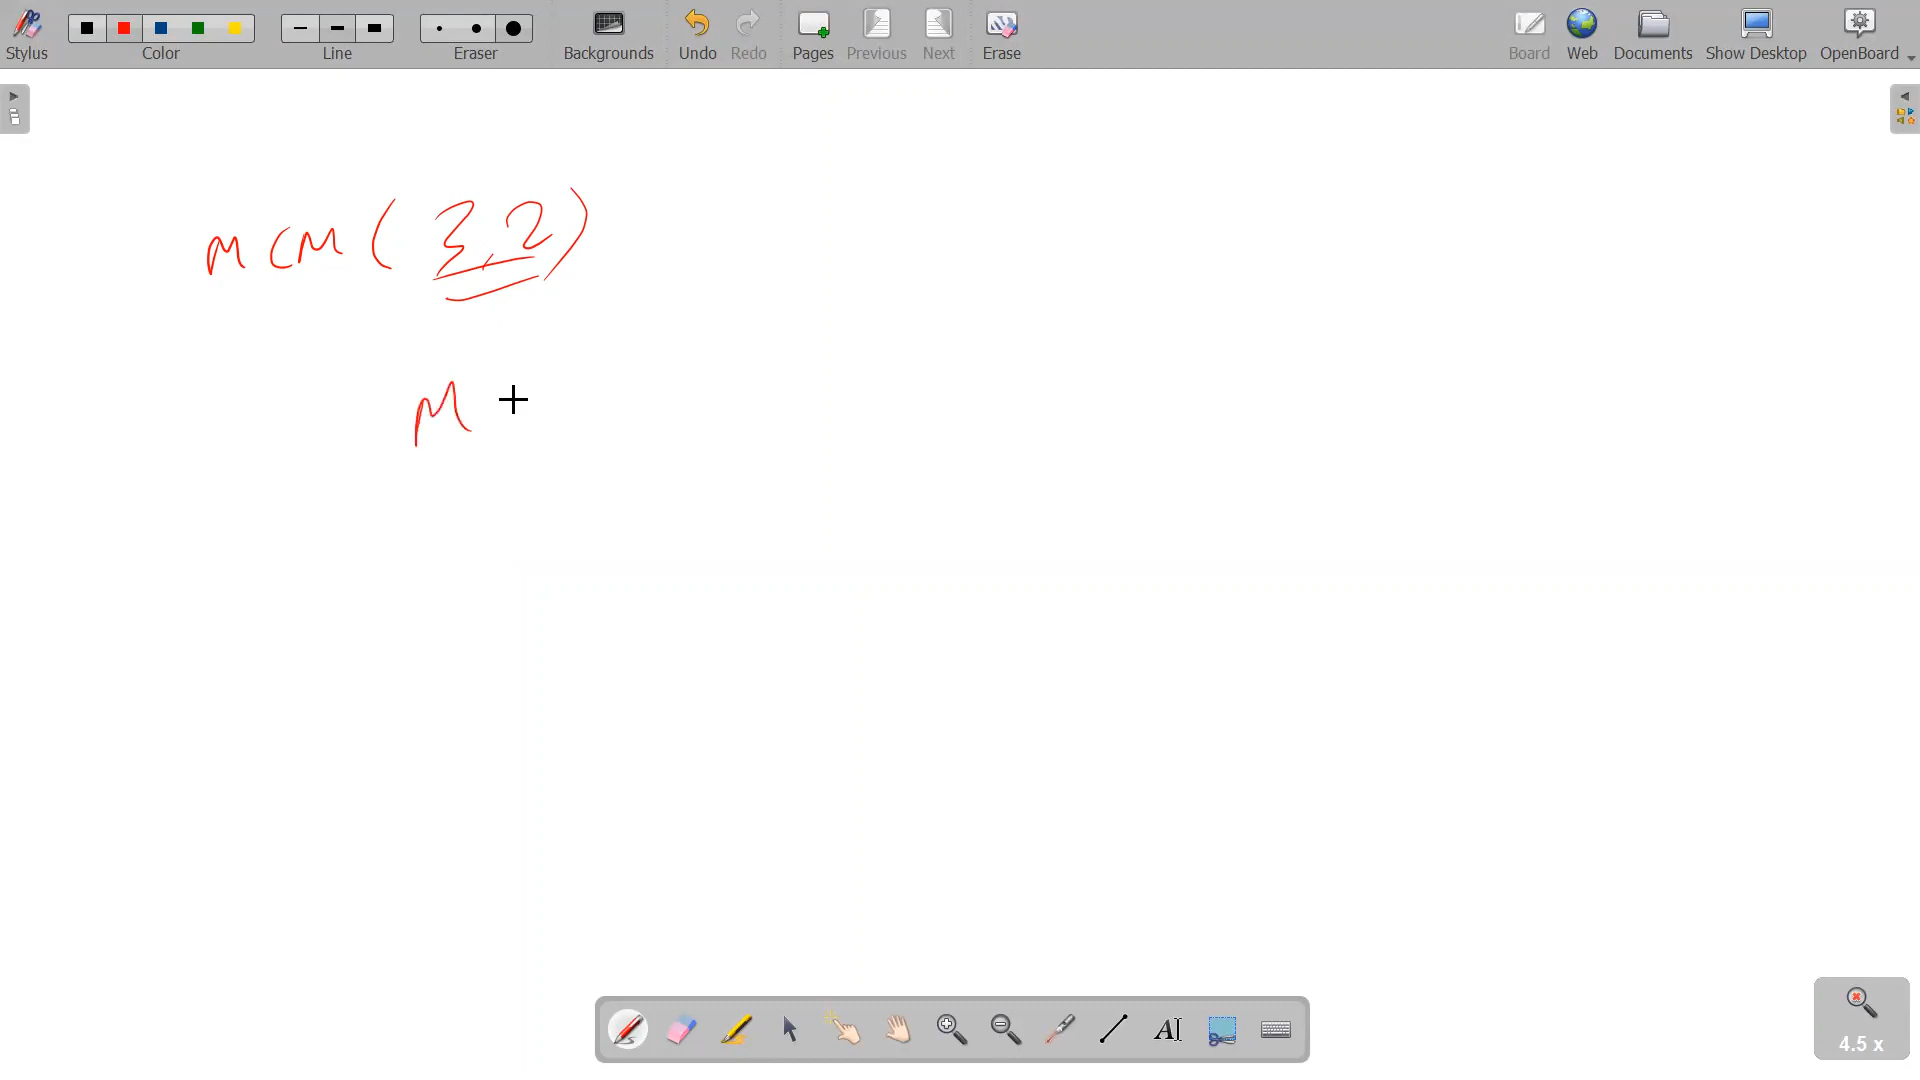 Stylus Color Line Eraser Backgrounds Undo Redo Pages Previous Next Erase Board Web Documents Show Desktop OpenBoard
MCM ( 3,2)
M
4.5 x